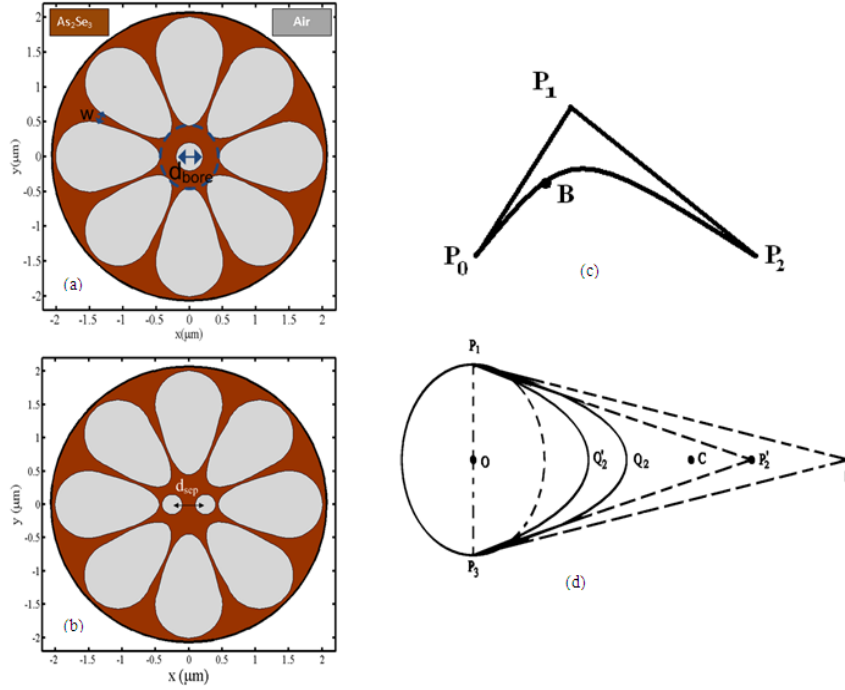 As₂Se₃
Air
2
1.5
1
0.5
0
-0.5
-1
-1.5
-2
y(μm)
w
d_bore
(a)
-2 -1.5 -1 -0.5 0 0.5 1 1.5 2
x(μm)
2
1.5
1
0.5
0
-0.5
-1
-1.5
-2
y (μm)
d_sep
(b)
-2 -1.5 -1 -0.5 0 0.5 1 1.5 2
x (μm)
P₁
B
P₀
P₂
(c)
P₁
O
Q'₂
Q₂
C
P'₂
P₃
(d)